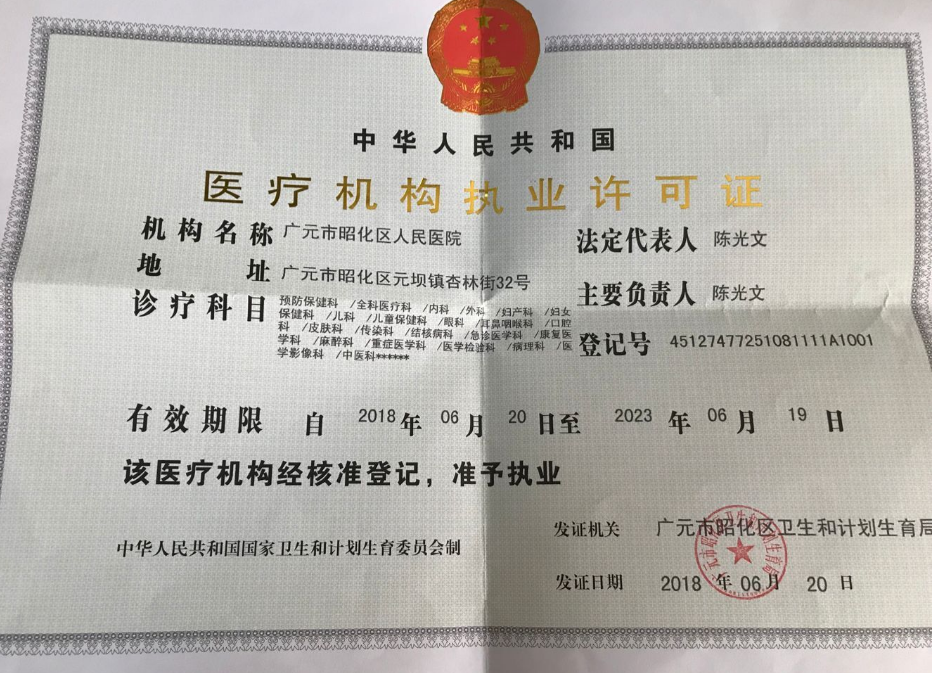 中华人民共和国
医疗机构执业许可证
机构名称 广元市昭化区人民医院
法定代表人 陈光文
地址 广元市昭化区元坝镇杏林街32号
主要负责人 陈光文
诊疗科目 预防保健科 /全科医疗科 /内科 /外科 /妇产科 /妇女
保健科 /儿科 /儿童保健科 /眼科 /耳鼻咽喉科 /口腔
科 /皮肤科 /传染科 /结核病科 /急诊医学科 /康复医
学科 /麻醉科 /重症医学科 /医学检验科 /病理科 /医
学影像科 /中医科******
登记号 45127477251081111A1001
有效期限 自 2018 年 06 月 20 日至 2023 年 06 月 19 日
该医疗机构经核准登记，准予执业
发证机关 广元市昭化区卫生和计划生育局
中华人民共和国国家卫生和计划生育委员会制
发证日期 2018 年 06 月 20 日